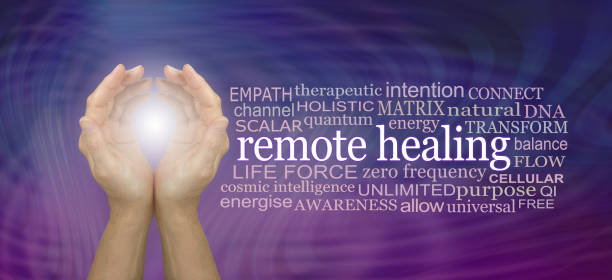 EMPATH therapeutic intention CONNECT
channel HOLISTIC MATRIX natural DNA
SCALAR quantum energy TRANSFORM
remote healing balance
FLOW
LIFE FORCE zero frequency CELLULAR
cosmic intelligence UNLIMITED purpose QI
energise AWARENESS allow universal FREE